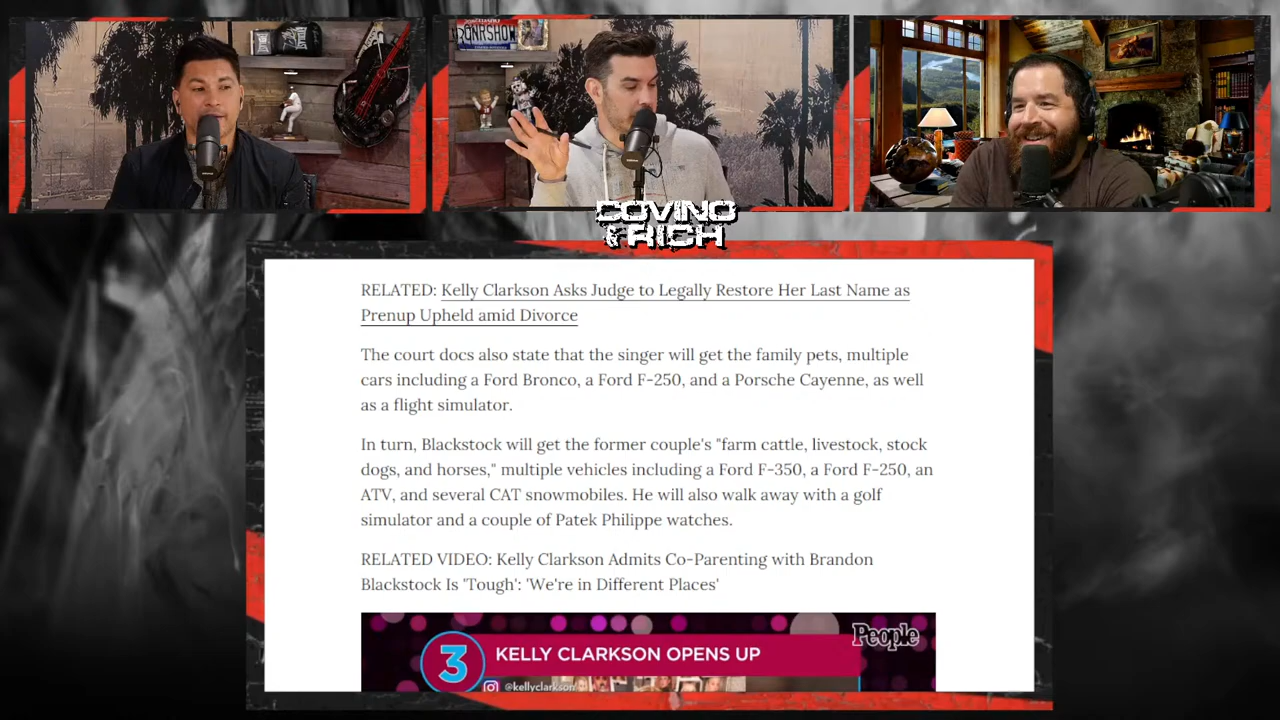 RONRSHOW
COVINO
& RICH
RELATED: Kelly Clarkson Asks Judge to Legally Restore Her Last Name as
Prenup Upheld amid Divorce
The court docs also state that the singer will get the family pets, multiple
cars including a Ford Bronco, a Ford F-250, and a Porsche Cayenne, as well
as a flight simulator.
In turn, Blackstock will get the former couple's "farm cattle, livestock, stock
dogs, and horses," multiple vehicles including a Ford F-350, a Ford F-250, an
ATV, and several CAT snowmobiles. He will also walk away with a golf
simulator and a couple of Patek Philippe watches.
RELATED VIDEO: Kelly Clarkson Admits Co-Parenting with Brandon
Blackstock Is 'Tough': 'We're in Different Places'
People
3
KELLY CLARKSON OPENS UP
@kellyclarkson